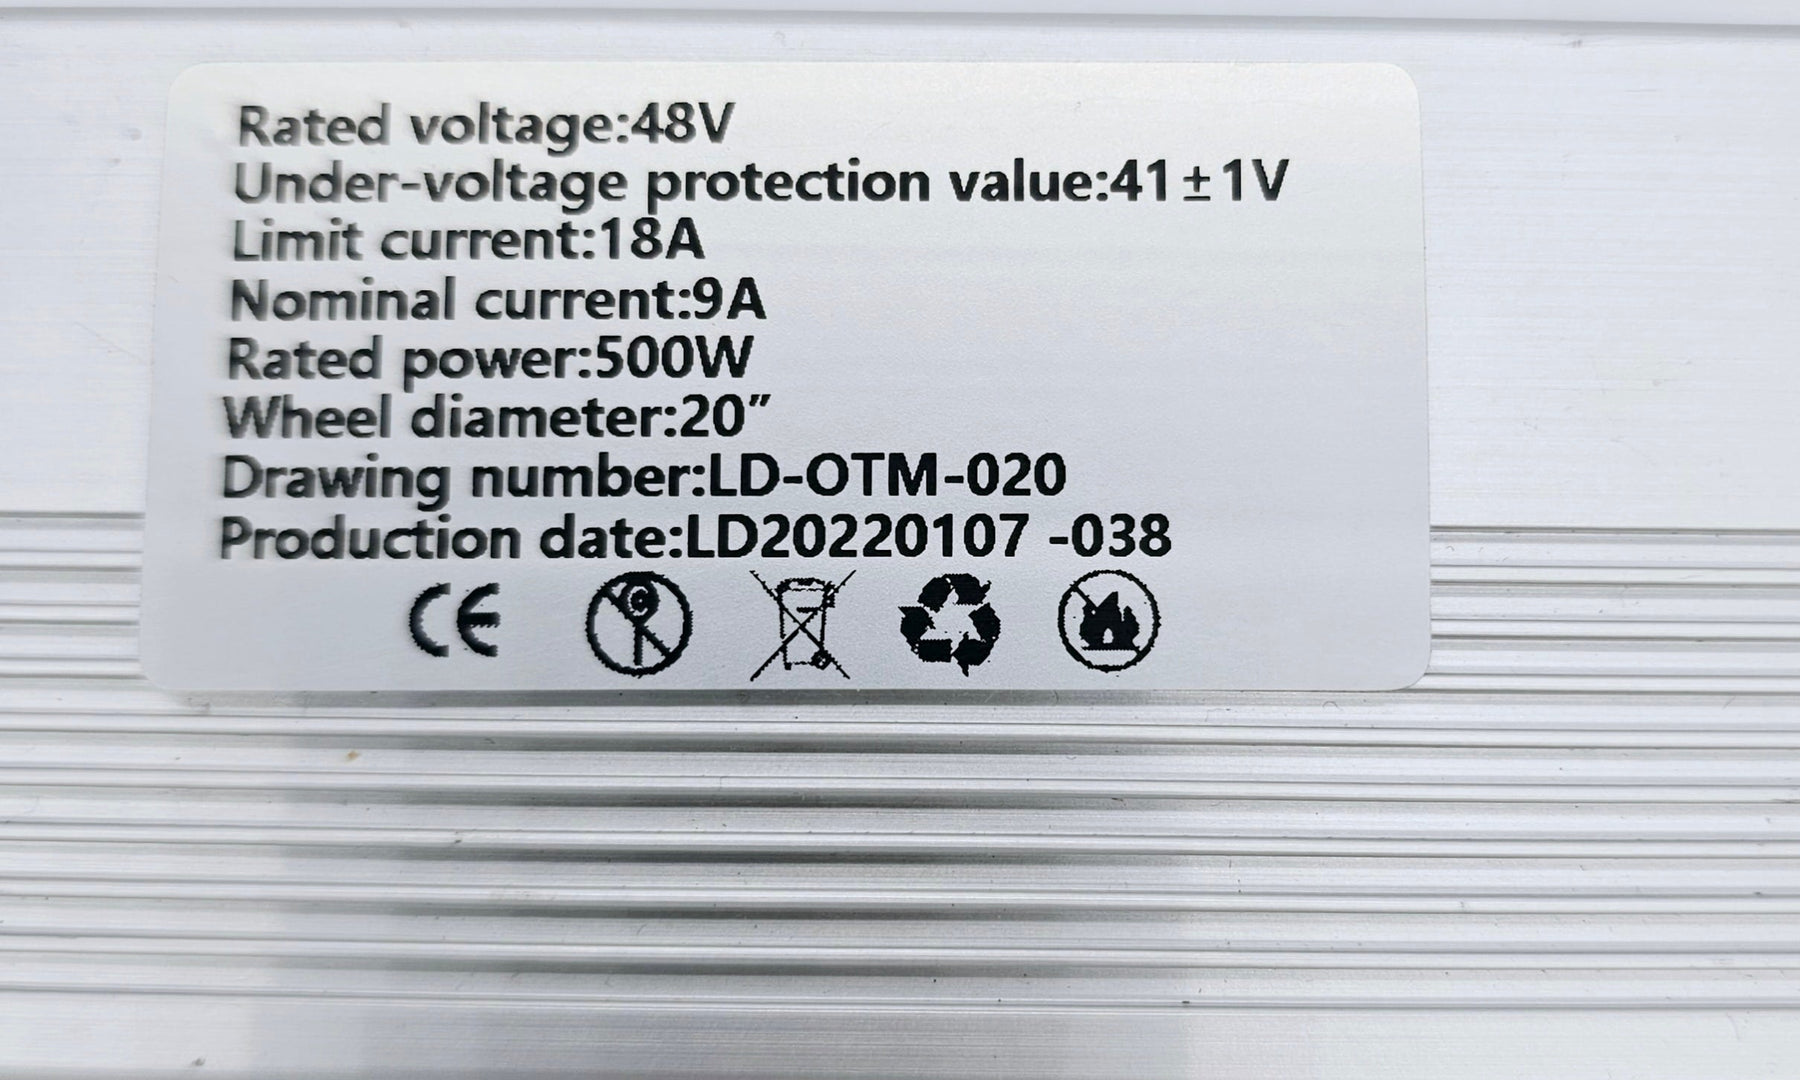 Rated voltage:48V
Under-voltage protection value:41±1V
Limit current:18A
Nominal current:9A
Rated power:500W
Wheel diameter:20″
Drawing number:LD-OTM-020
Production date:LD20220107 -038
CE